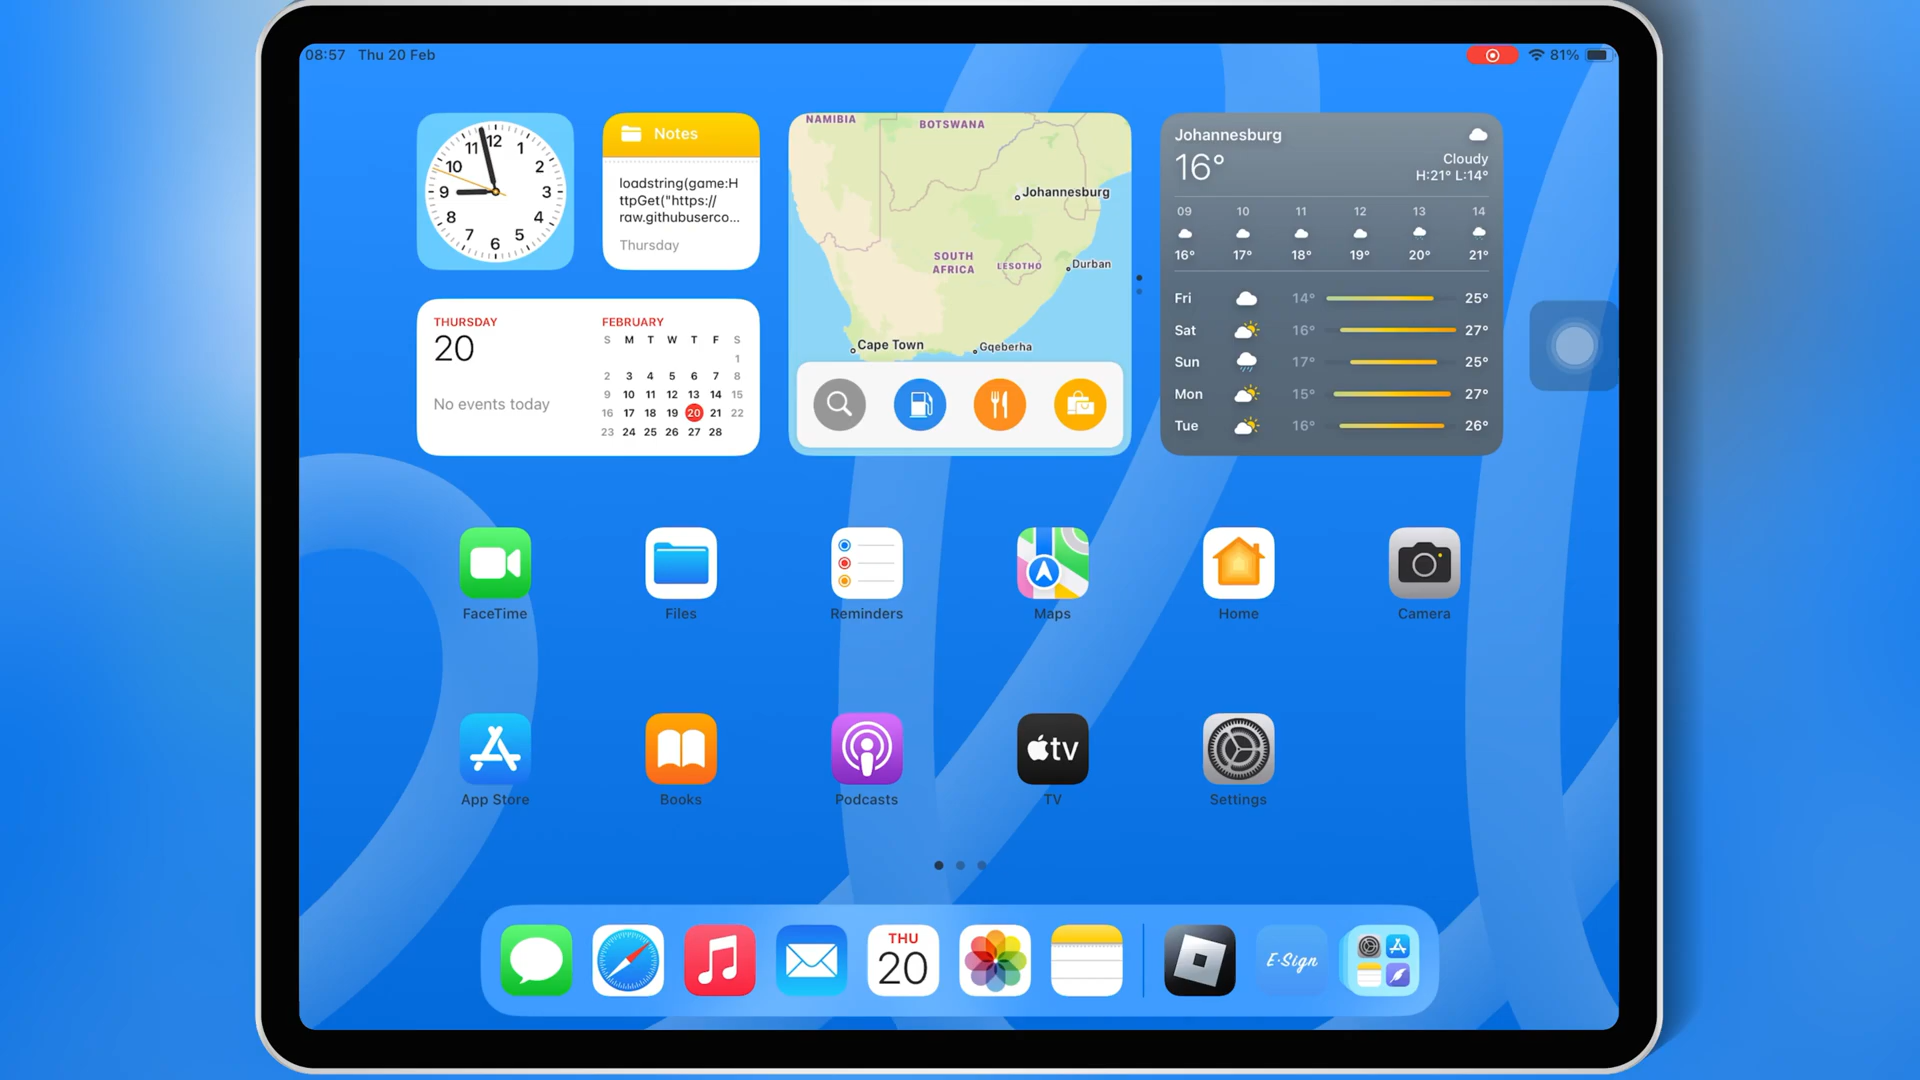 08:57 Thu 20 Feb
81%
12
1
2
3
4
5
6
7
8
9
10
11
Notes
loadstring(game:H
ttpGet("https://
raw.githubuserco...
Thursday
NAMIBIA
BOTSWANA
Johannesburg
SOUTH
AFRICA
LESOTHO
Durban
Cape Town
Gqeberha
Johannesburg
16°
Cloudy
H:21° L:14°
09 10 11 12 13 14
16° 17° 18° 19° 20° 21°
Fri 14° 25°
Sat 16° 27°
Sun 17° 25°
Mon 15° 27°
Tue 16° 26°
THURSDAY
20
No events today
FEBRUARY
S M T W T F S
1
2 3 4 5 6 7 8
9 10 11 12 13 14 15
16 17 18 19 20 21 22
23 24 25 26 27 28
FaceTime
Files
Reminders
Maps
Home
Camera
tv
App Store
Books
Podcasts
TV
Settings
THU
20
E·Sign